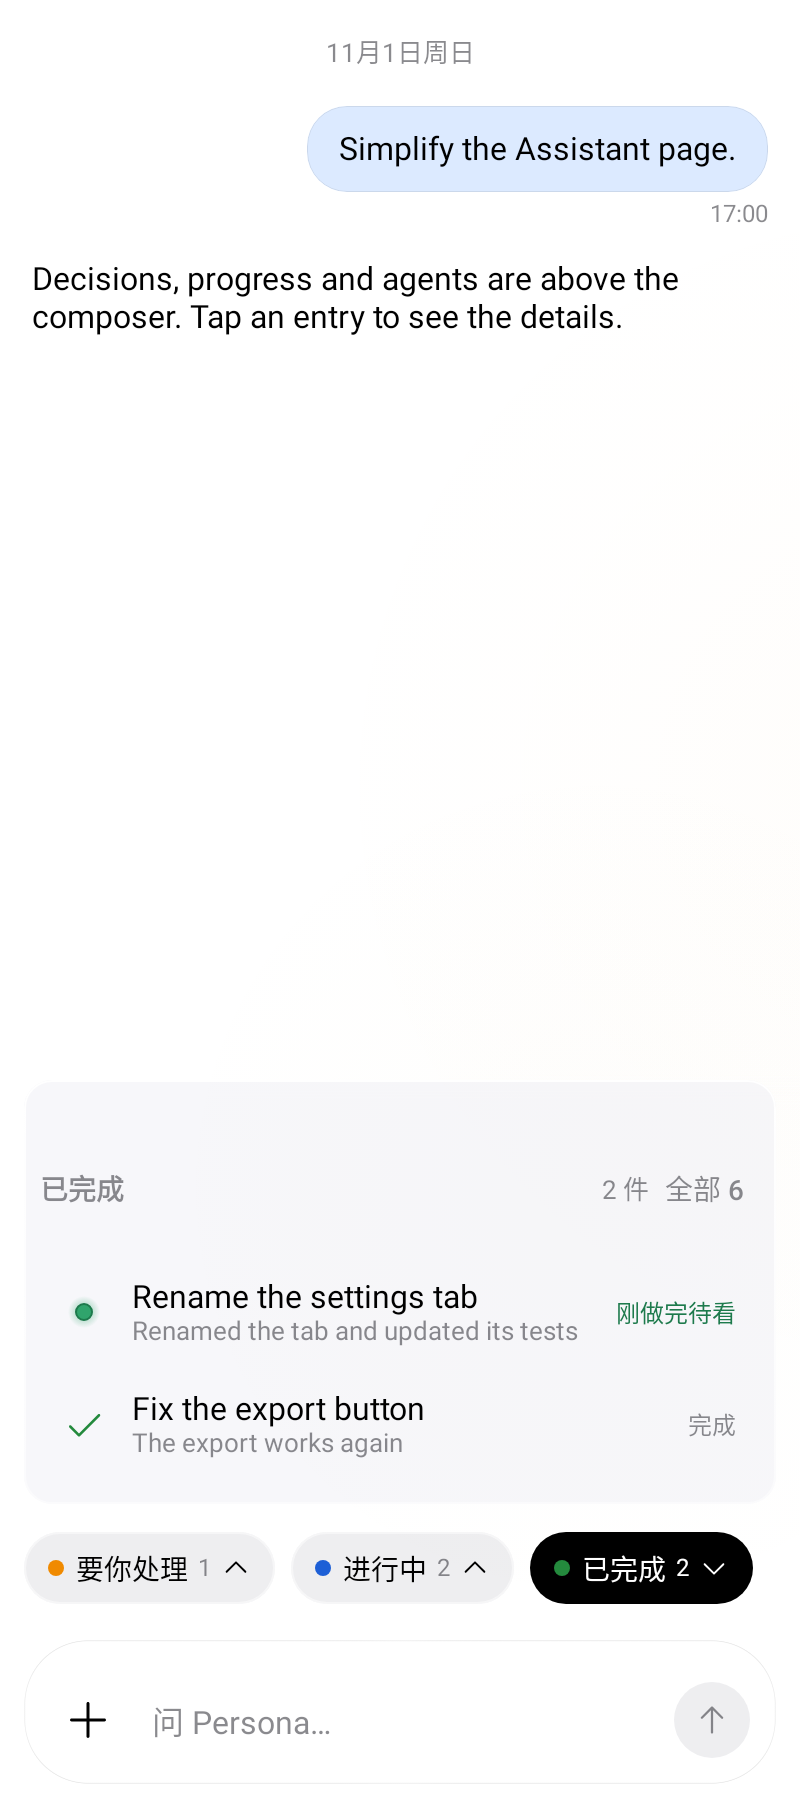 11月1日周日
Simplify the Assistant page.
17:00
Decisions, progress and agents are above the
composer. Tap an entry to see the details.
已完成 2 件 全部 6
Rename the settings tab
Renamed the tab and updated its tests
刚做完待看
Fix the export button
The export works again
完成
要你处理 1 进行中 2 已完成 2
问 Persona…